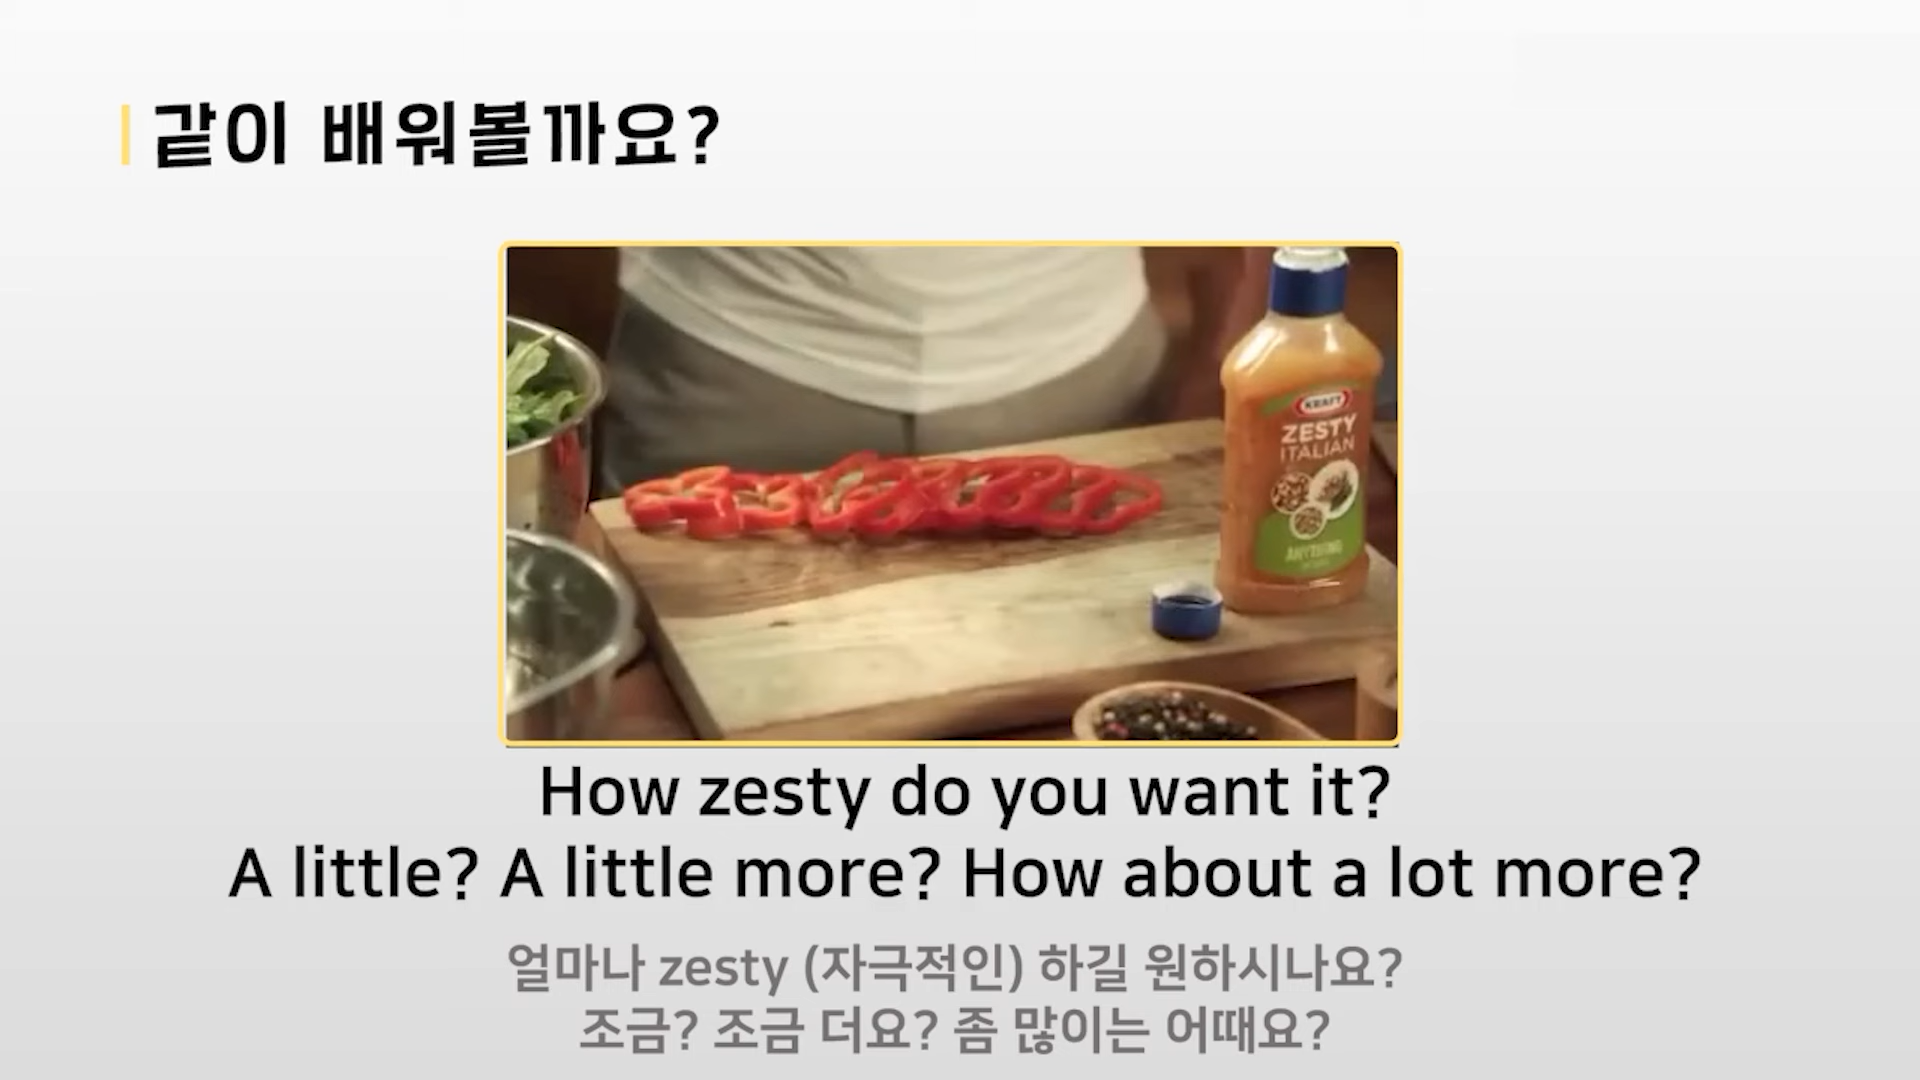 같이 배워볼까요?
KRAFT
ZESTY
ITALIAN
ANYTHING
How zesty do you want it?
A little? A little more? How about a lot more?
얼마나 zesty (자극적인) 하길 원하시나요?
조금? 조금 더요? 좀 많이는 어때요?